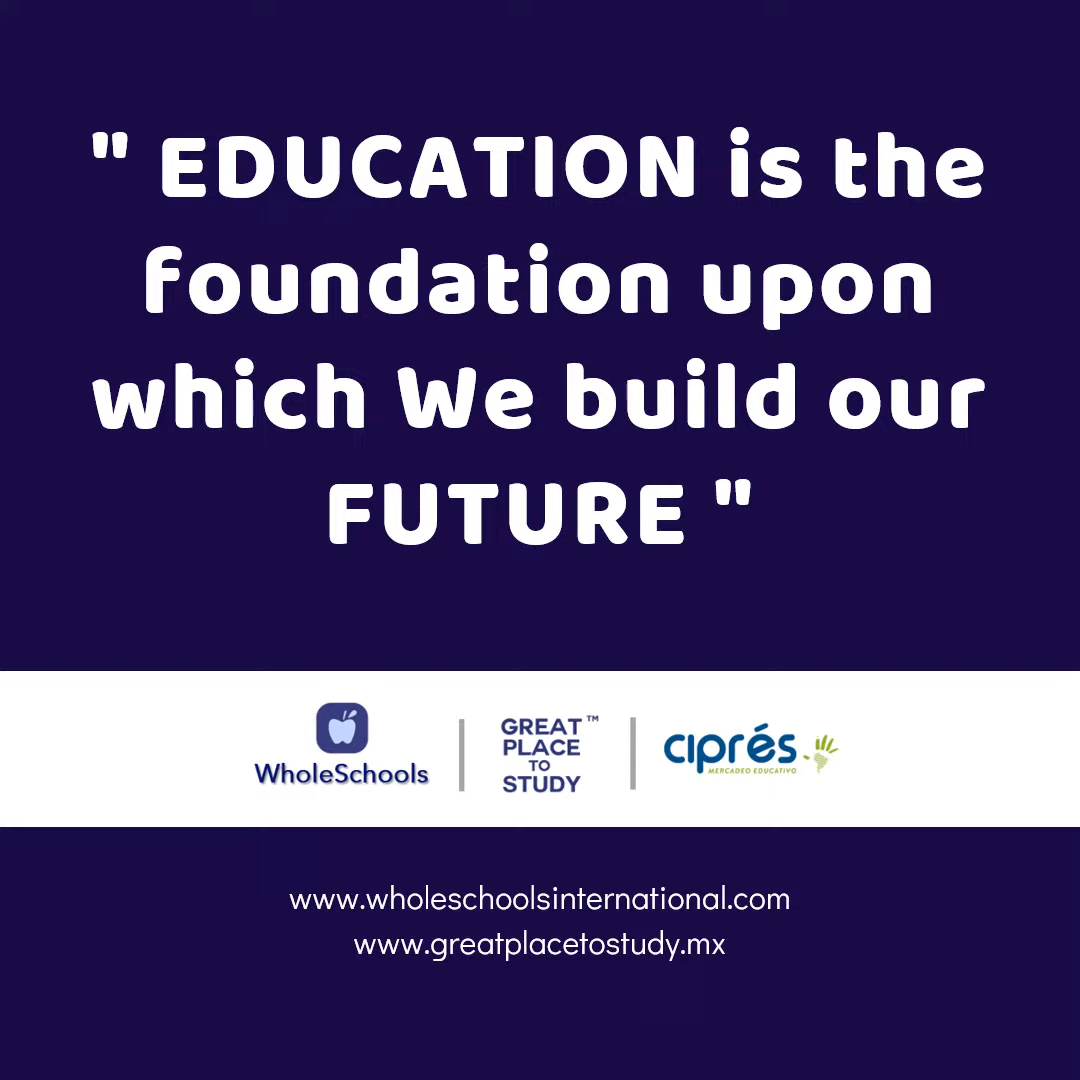 " EDUCATION is the
foundation upon
which We build our
FUTURE "
WholeSchools
GREAT™
PLACE
TO
STUDY
ciprés
MERCADEO EDUCATIVO
www.wholeschoolsinternational.com
www.greatplacetostudy.mx